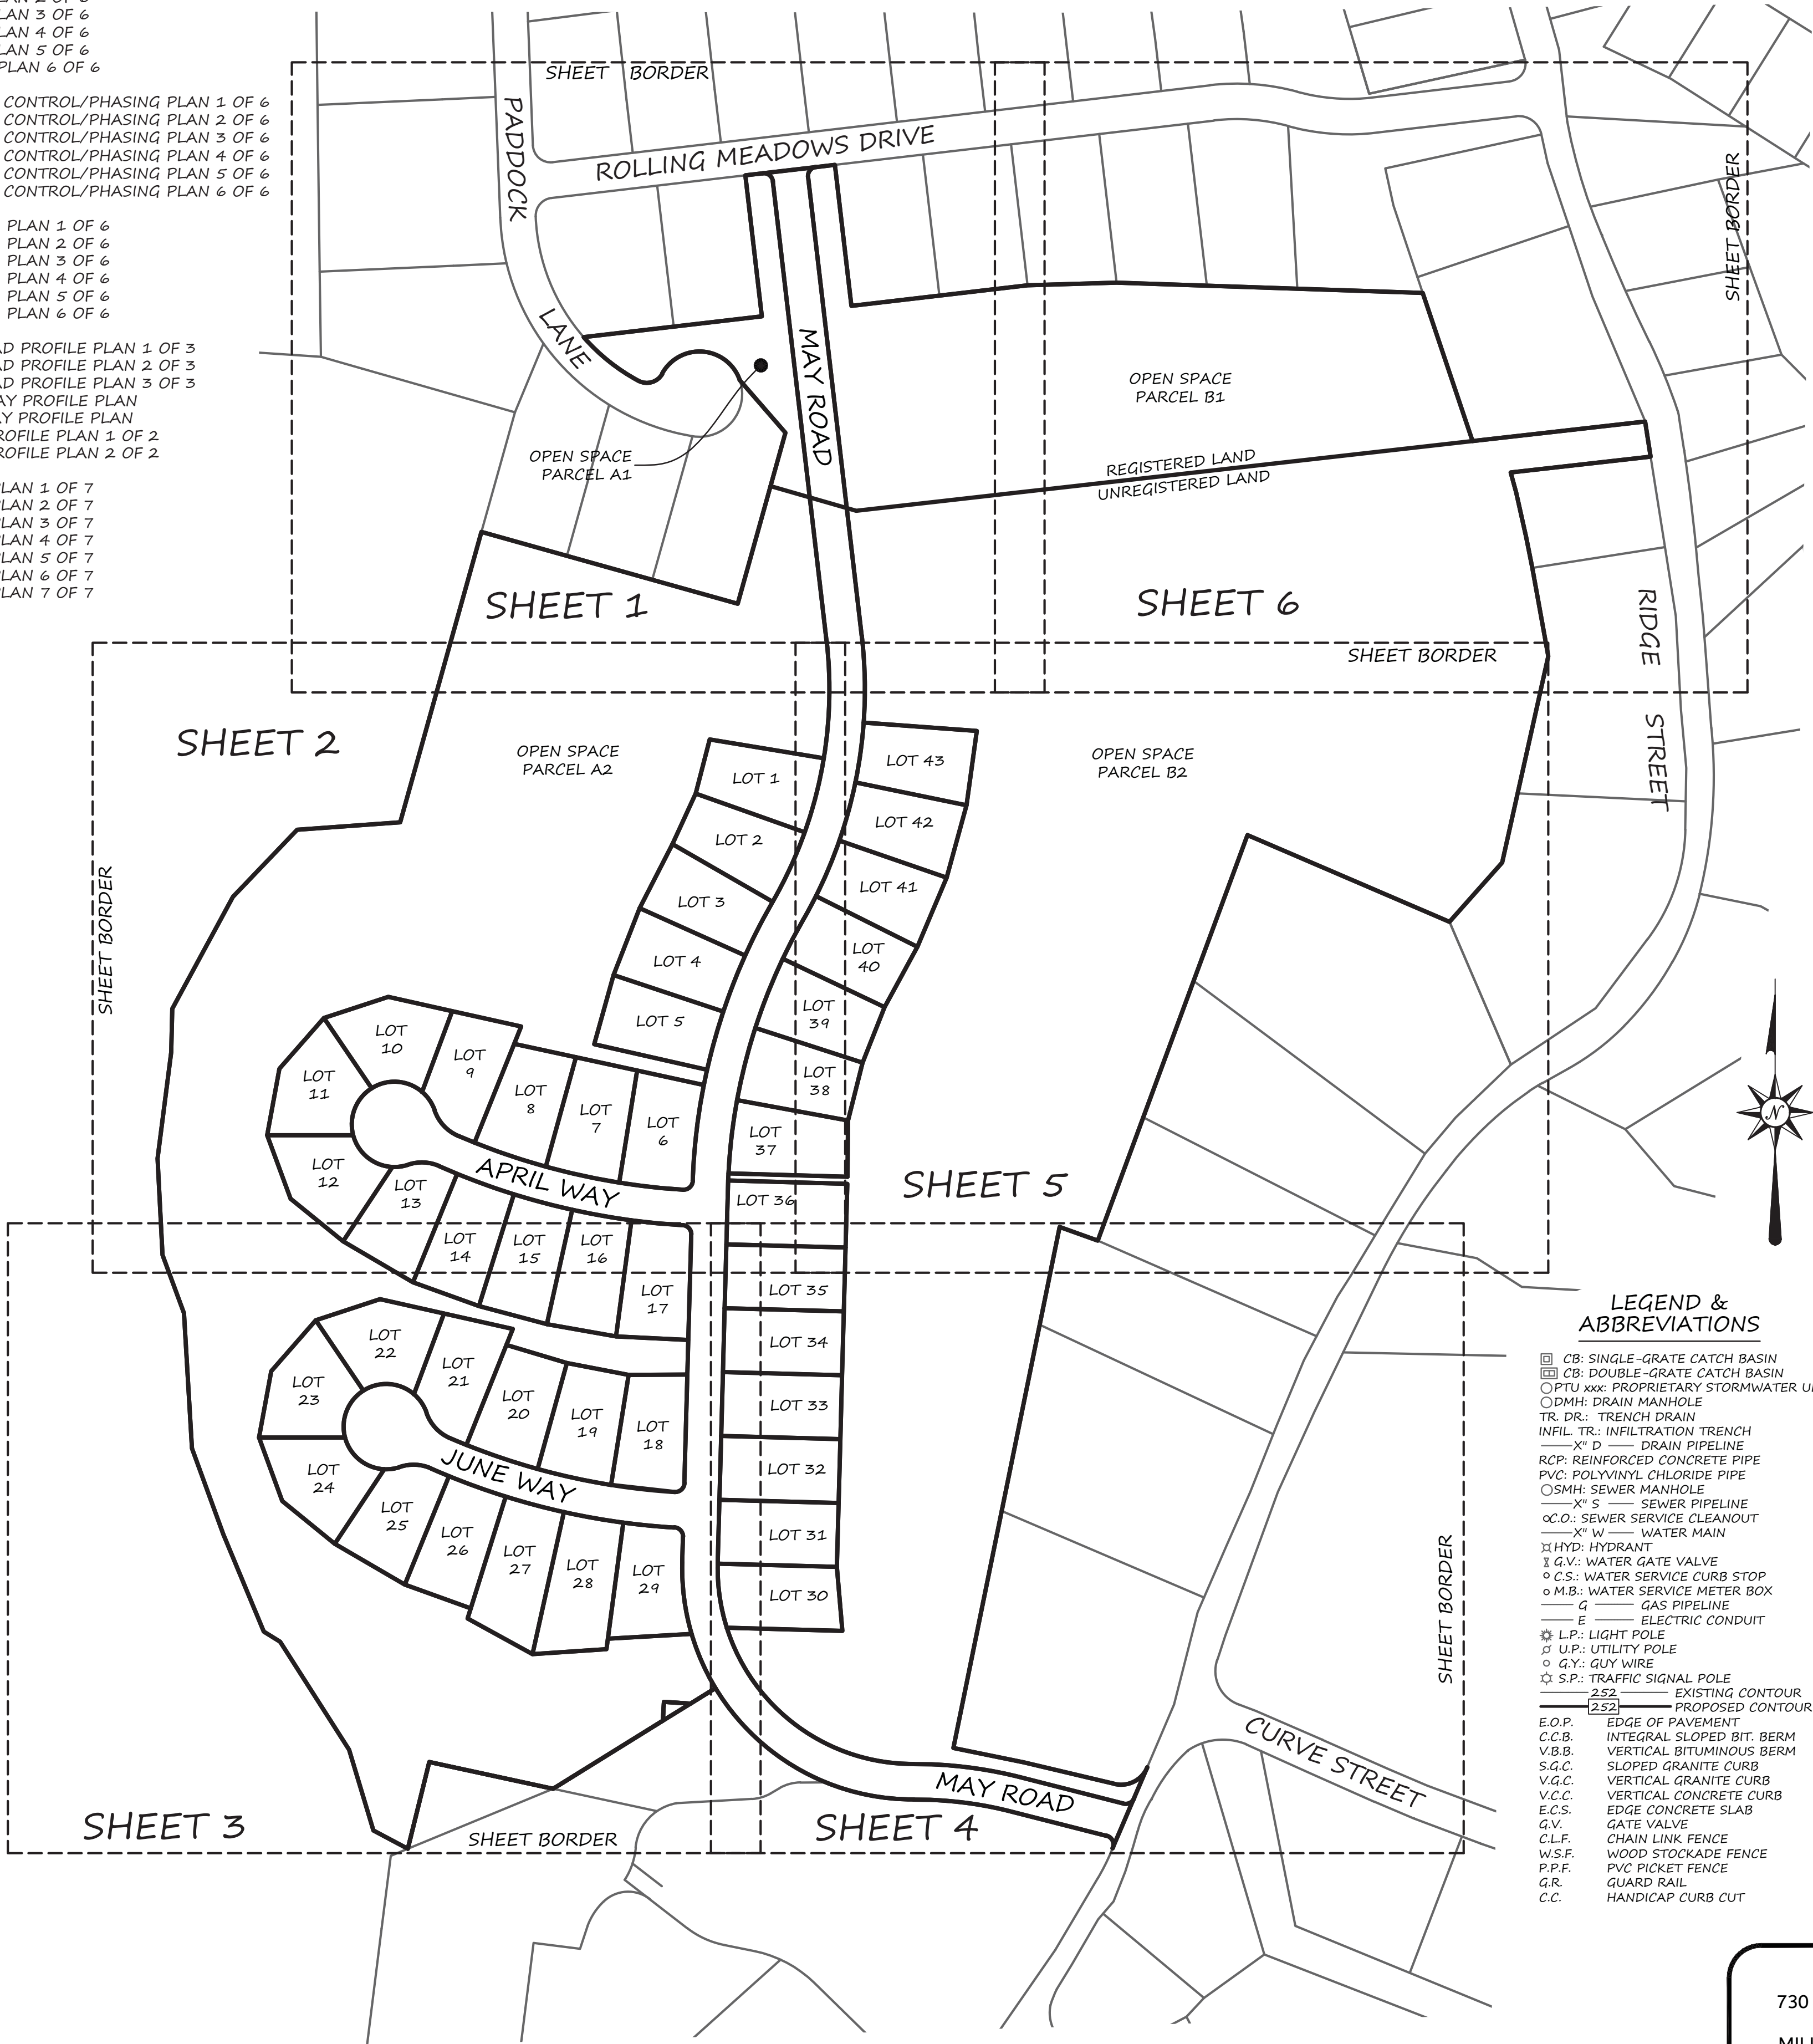 PLAN 3 OF 6
PLAN 4 OF 6
PLAN 5 OF 6
PLAN 6 OF 6
CONTROL/PHASING PLAN 1 OF 6
CONTROL/PHASING PLAN 2 OF 6
CONTROL/PHASING PLAN 3 OF 6
CONTROL/PHASING PLAN 4 OF 6
CONTROL/PHASING PLAN 5 OF 6
CONTROL/PHASING PLAN 6 OF 6
PLAN 1 OF 6
PLAN 2 OF 6
PLAN 3 OF 6
PLAN 4 OF 6
PLAN 5 OF 6
PLAN 6 OF 6
PROFILE PLAN 1 OF 3
PROFILE PLAN 2 OF 3
PROFILE PLAN 3 OF 3
PROFILE PLAN
PROFILE PLAN
PROFILE PLAN 1 OF 2
PROFILE PLAN 2 OF 2
PLAN 1 OF 7
PLAN 2 OF 7
PLAN 3 OF 7
PLAN 4 OF 7
PLAN 5 OF 7
PLAN 6 OF 7
PLAN 7 OF 7
SHEET BORDER
PADDOCK
LANE
ROLLING MEADOWS DRIVE
SHEET BORDER
MAY ROAD
OPEN SPACE
PARCEL B1
OPEN SPACE
PARCEL A1
REGISTERED LAND
UNREGISTERED LAND
SHEET 1
SHEET 6
RIDGE
STREET
SHEET BORDER
SHEET 2
OPEN SPACE
PARCEL A2
OPEN SPACE
PARCEL B2
SHEET BORDER
LOT 1
LOT 2
LOT 3
LOT 4
LOT 5
LOT 43
LOT 42
LOT 41
LOT
40
LOT
39
LOT
38
LOT
37
LOT 36
LOT
10
LOT
9
LOT
11
LOT
8
LOT
7
LOT
6
LOT
12
LOT
13
APRIL WAY
SHEET 5
LOT
14
LOT
15
LOT
16
LOT
17
LOT 35
LOT 34
LOT 33
LOT 32
LOT 31
LOT 30
LOT
22
LOT
21
LOT
23
LOT
20
LOT
19
LOT
18
LOT
24
JUNE WAY
LOT
25
LOT
26
LOT
27
LOT
28
LOT
29
SHEET BORDER
CURVE STREET
MAY ROAD
SHEET 3
SHEET BORDER
SHEET 4
N
LEGEND &
ABBREVIATIONS
CB: SINGLE-GRATE CATCH BASIN
CB: DOUBLE-GRATE CATCH BASIN
PTU xxx: PROPRIETARY STORMWATER
DMH: DRAIN MANHOLE
TR. DR.: TRENCH DRAIN
INFIL. TR.: INFILTRATION TRENCH
X" D DRAIN PIPELINE
RCP: REINFORCED CONCRETE PIPE
PVC: POLYVINYL CHLORIDE PIPE
SMH: SEWER MANHOLE
X" S SEWER PIPELINE
C.O.: SEWER SERVICE CLEANOUT
X" W WATER MAIN
HYD: HYDRANT
G.V.: WATER GATE VALVE
C.S.: WATER SERVICE CURB STOP
M.B.: WATER SERVICE METER BOX
G GAS PIPELINE
E ELECTRIC CONDUIT
L.P.: LIGHT POLE
U.P.: UTILITY POLE
G.Y.: GUY WIRE
S.P.: TRAFFIC SIGNAL POLE
252 EXISTING CONTOUR
252 PROPOSED CONTOUR
E.O.P. EDGE OF PAVEMENT
C.C.B. INTEGRAL SLOPED BIT. BERM
V.B.B. VERTICAL BITUMINOUS BERM
S.G.C. SLOPED GRANITE CURB
V.G.C. VERTICAL GRANITE CURB
V.C.C. VERTICAL CONCRETE CURB
E.C.S. EDGE CONCRETE SLAB
G.V. GATE VALVE
C.L.F. CHAIN LINK FENCE
W.S.F. WOOD STOCKADE FENCE
P.P.F. PVC PICKET FENCE
G.R. GUARD RAIL
C.C. HANDICAP CURB CUT
730